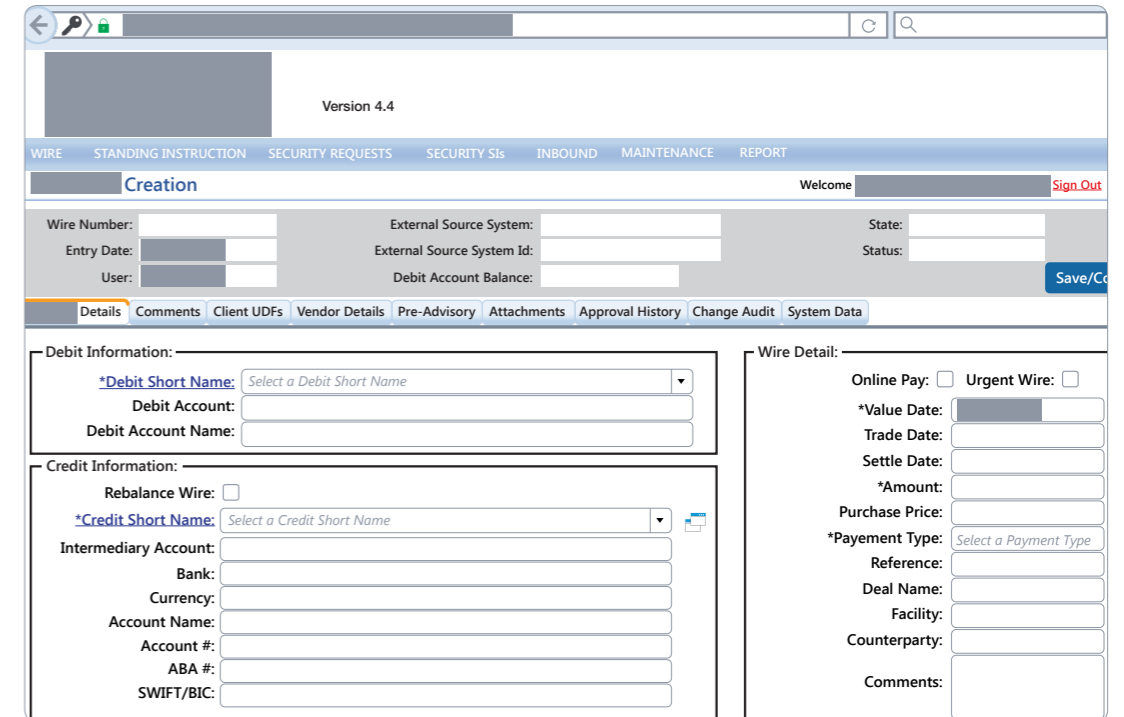 Version 4.4
WIRE STANDING INSTRUCTION SECURITY REQUESTS SECURITY SIs INBOUND MAINTENANCE REPORT
Creation Welcome Sign Out
Wire Number: External Source System: State:
Entry Date: External Source System Id: Status:
User: Debit Account Balance: Save/Co
Details Comments Client UDFs Vendor Details Pre-Advisory Attachments Approval History Change Audit System Data
Debit Information:
*Debit Short Name: Select a Debit Short Name
Debit Account:
Debit Account Name:
Credit Information:
Rebalance Wire:
*Credit Short Name: Select a Credit Short Name
Intermediary Account:
Bank:
Currency:
Account Name:
Account #:
ABA #:
SWIFT/BIC:
Wire Detail:
Online Pay: Urgent Wire:
*Value Date:
Trade Date:
Settle Date:
*Amount:
Purchase Price:
*Payement Type: Select a Payment Type
Reference:
Deal Name:
Facility:
Counterparty:
Comments: